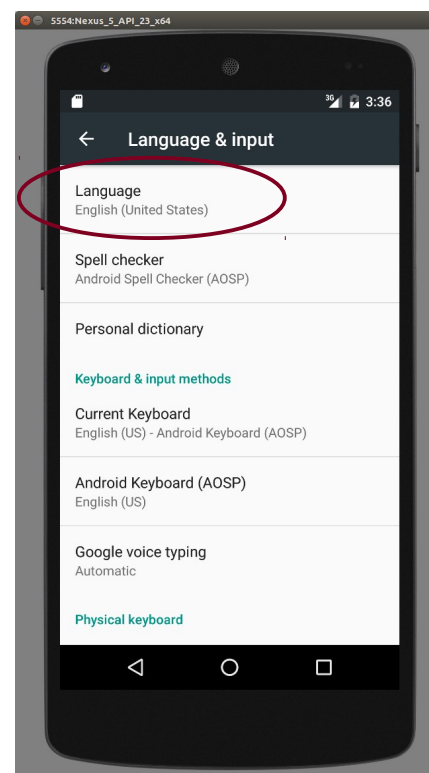 5554:Nexus_5_API_23_x64
3G 3:36
Language & input
Language
English (United States)
Spell checker
Android Spell Checker (AOSP)
Personal dictionary
Keyboard & input methods
Current Keyboard
English (US) - Android Keyboard (AOSP)
Android Keyboard (AOSP)
English (US)
Google voice typing
Automatic
Physical keyboard